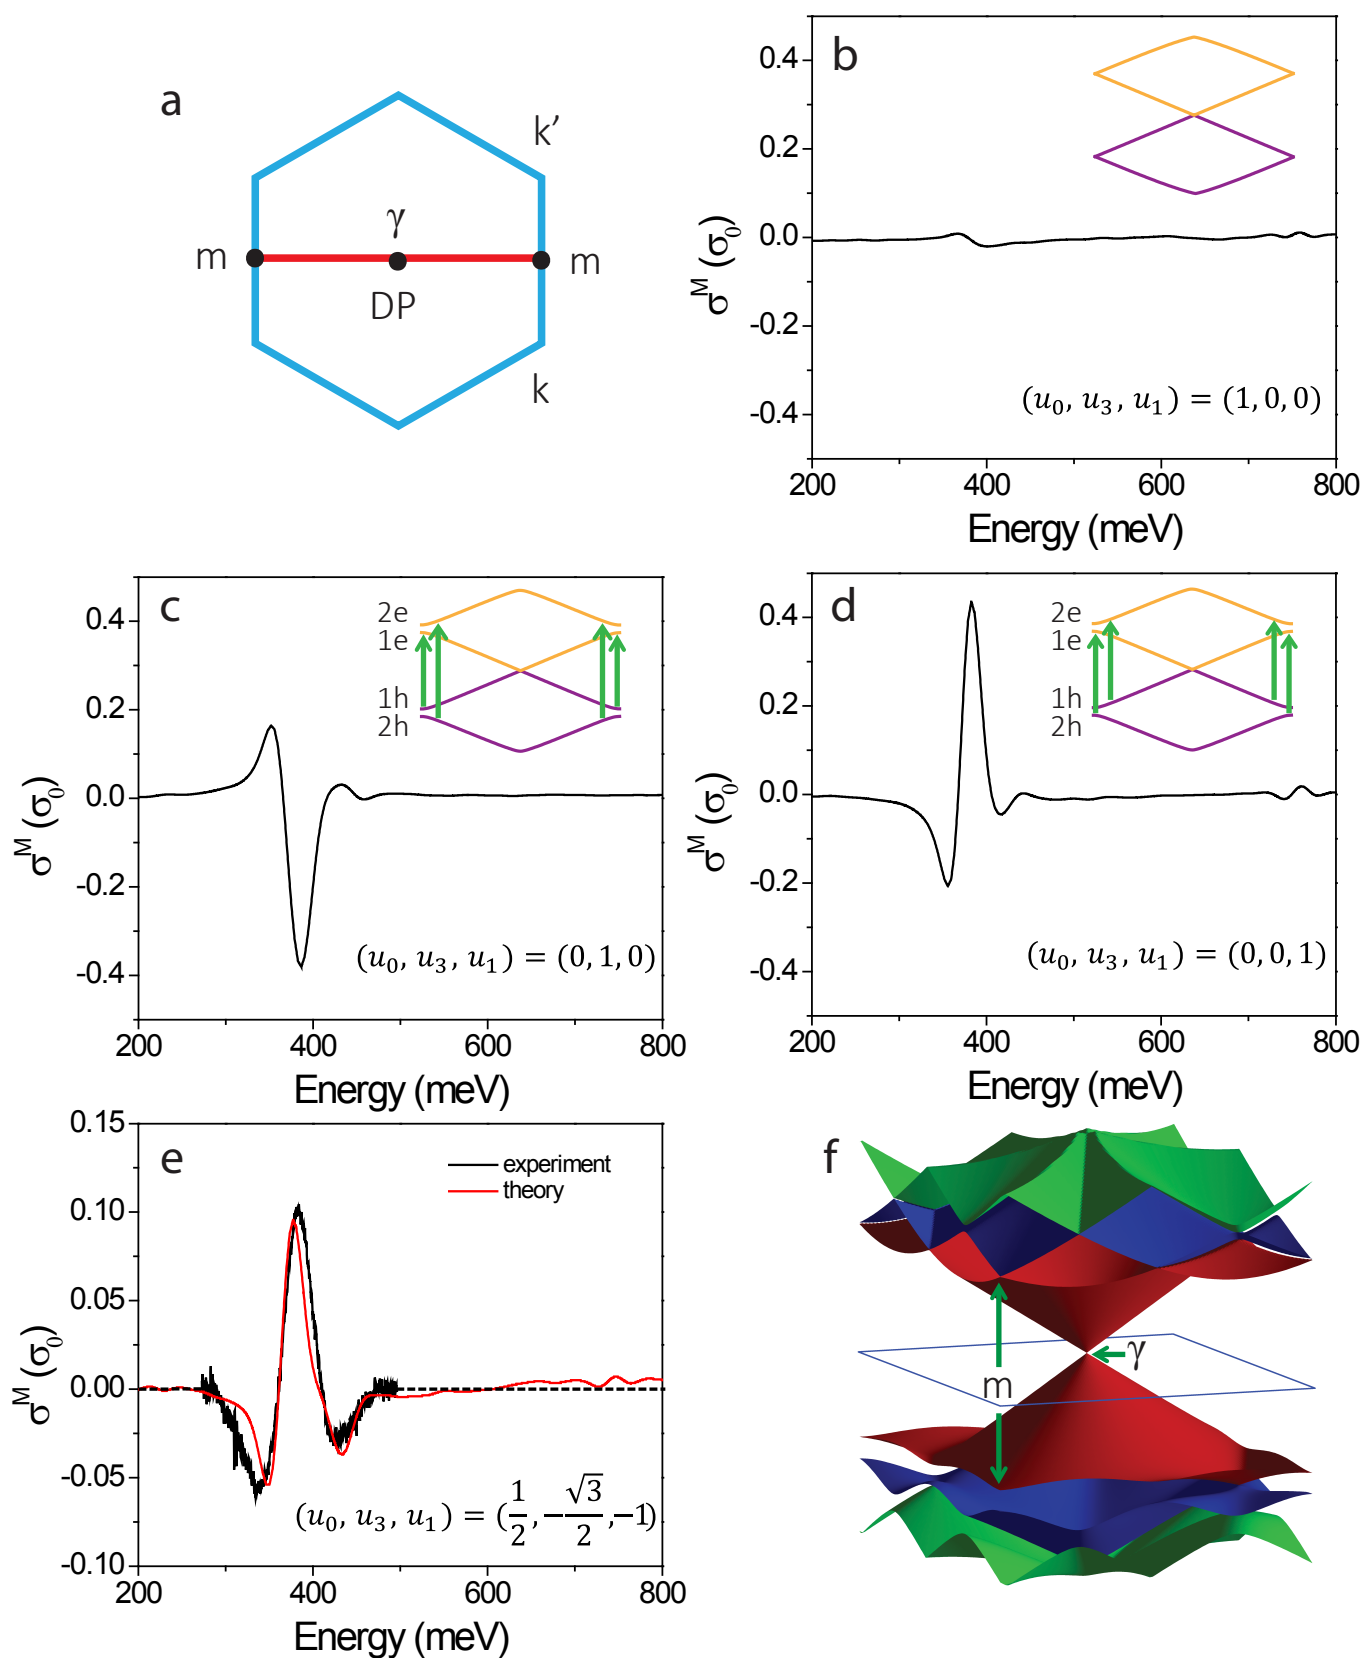 a
k'
γ
m
m
DP
k
b
0.4
0.2
0.0
-0.2
-0.4
σᴹ (σ₀)
(u₀, u₃, u₁) = (1, 0, 0)
200 400 600 800
Energy (meV)
c
2e
1e
1h
2h
0.4
0.2
0.0
-0.2
-0.4
σᴹ (σ₀)
(u₀, u₃, u₁) = (0, 1, 0)
200 400 600 800
Energy (meV)
d
2e
1e
1h
2h
0.4
0.2
0.0
-0.2
-0.4
σᴹ (σ₀)
(u₀, u₃, u₁) = (0, 0, 1)
200 400 600 800
Energy (meV)
e
experiment
theory
0.15
0.10
0.05
0.00
-0.05
-0.10
σᴹ (σ₀)
(u₀, u₃, u₁) = (1/2, -√3/2, -1)
200 400 600 800
Energy (meV)
f
γ
m